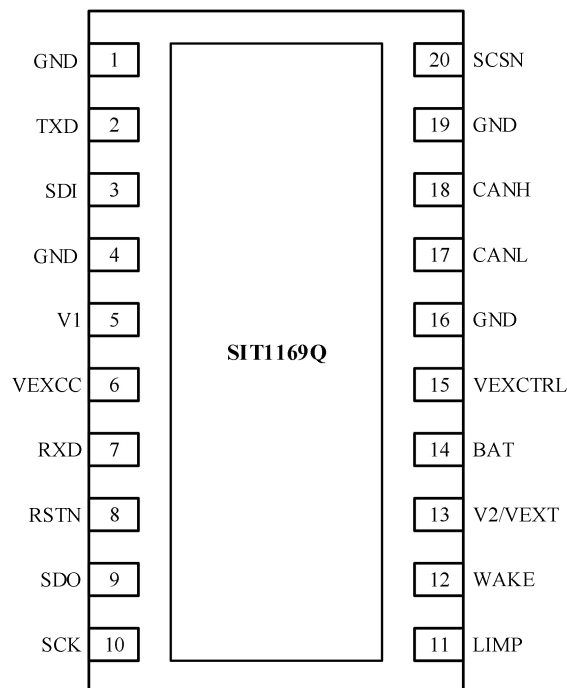 GND 1 20 SCSN
TXD 2 19 GND
SDI 3 18 CANH
GND 4 17 CANL
V1 5 16 GND
SIT1169Q
VEXCC 6 15 VEXCTRL
RXD 7 14 BAT
RSTN 8 13 V2/VEXT
SDO 9 12 WAKE
SCK 10 11 LIMP